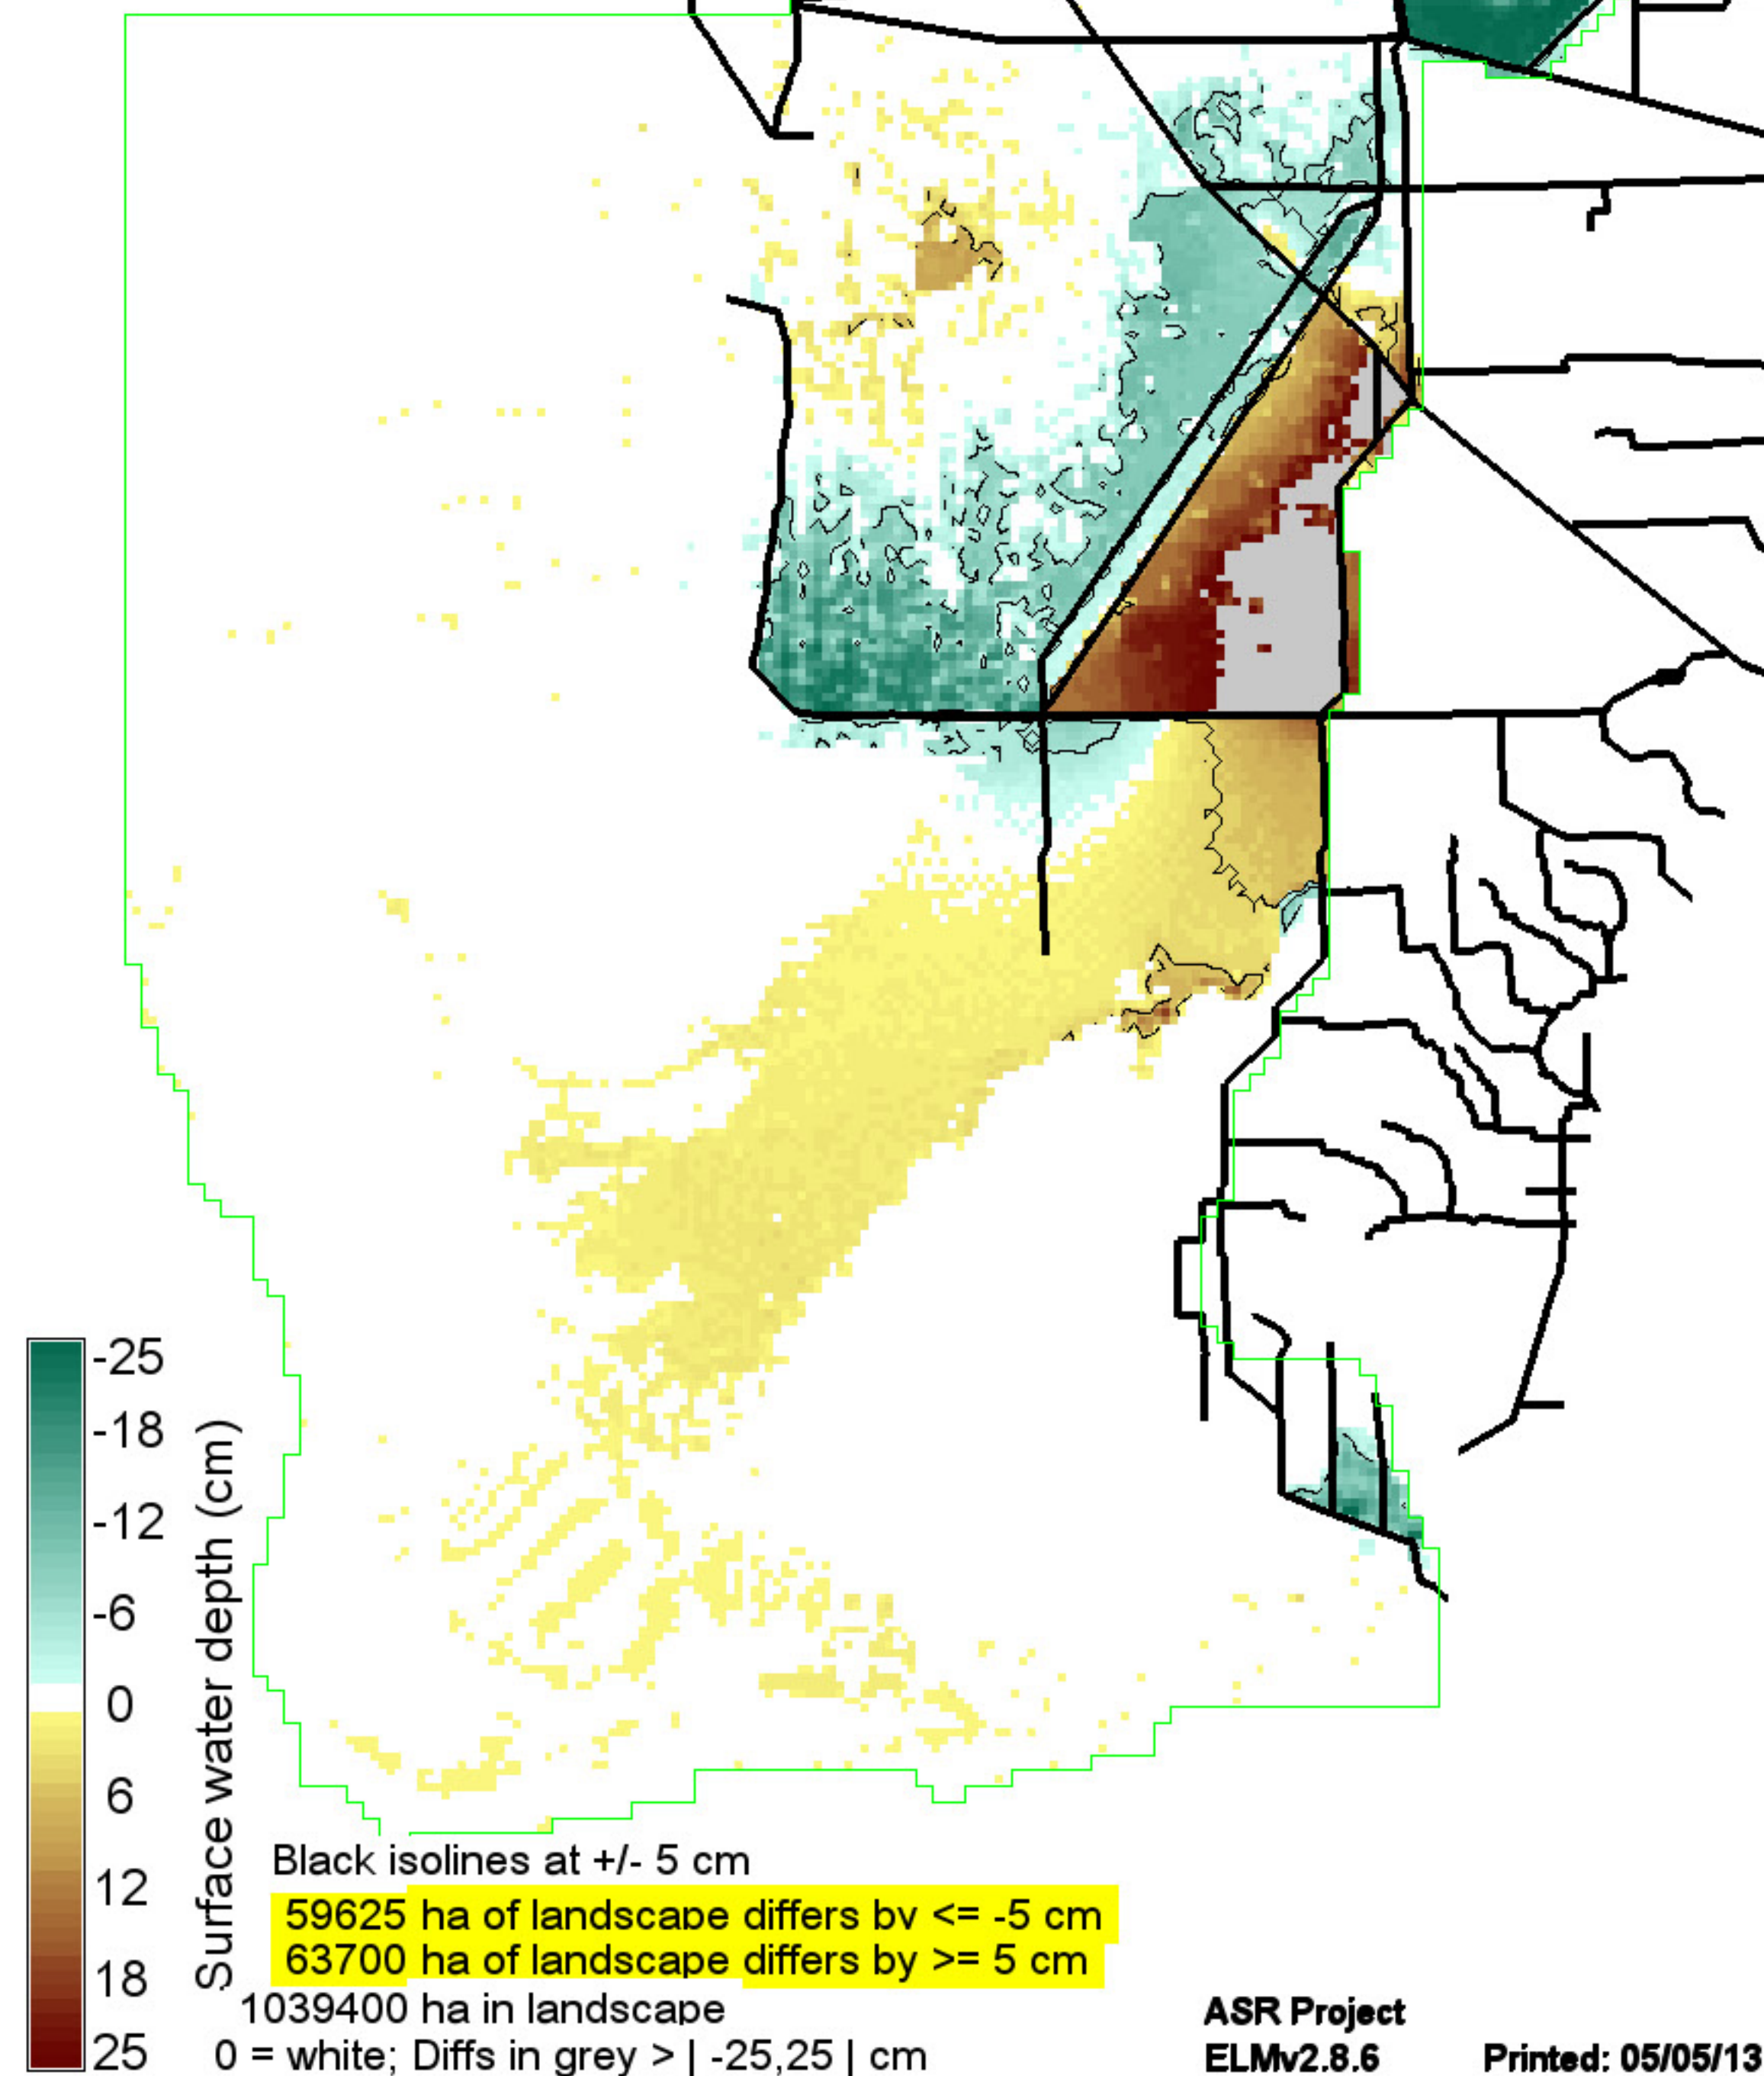 -25
-18
-12
-6
0
6
12
18
25
Surface water depth (cm)
Black isolines at +/- 5 cm
59625 ha of landscape differs by <= -5 cm
63700 ha of landscape differs by >= 5 cm
1039400 ha in landscape
0 = white; Diffs in grey > | -25,25 | cm
ASR Project
ELMv2.8.6
Printed: 05/05/13